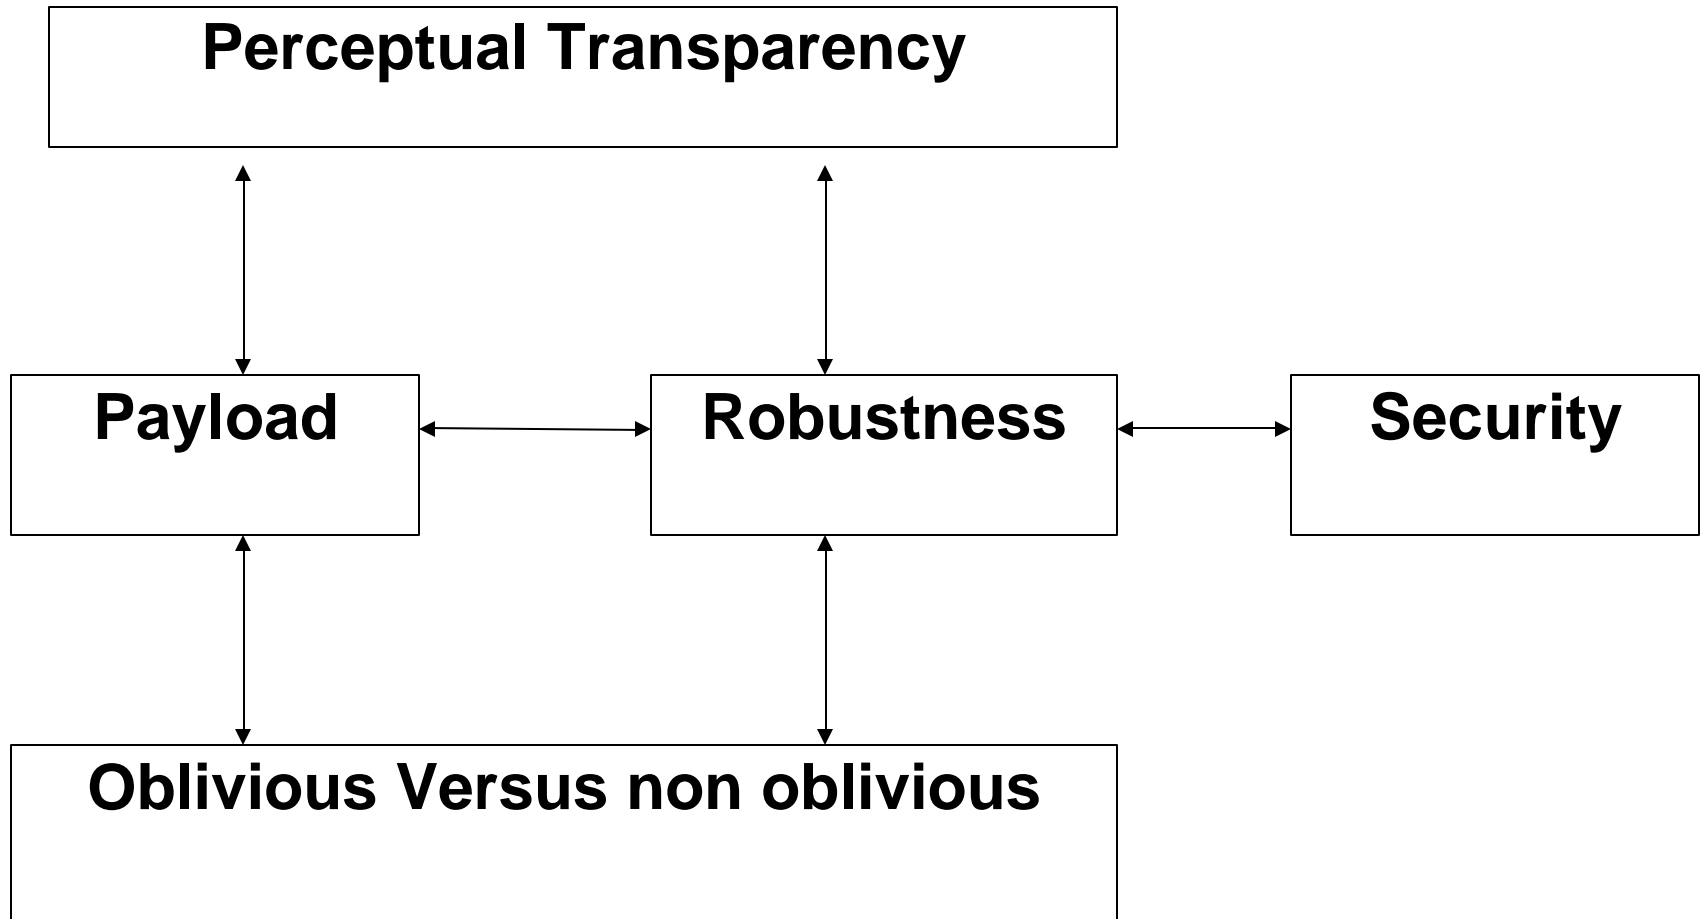 Perceptual Transparency
Payload
Robustness
Security
Oblivious Versus non oblivious